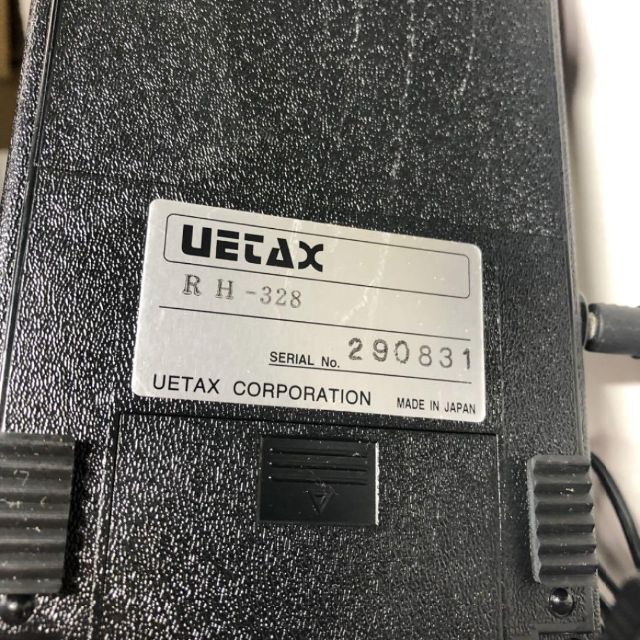 UETAX
RH-328
SERIAL No. 290831
UETAX CORPORATION MADE IN JAPAN